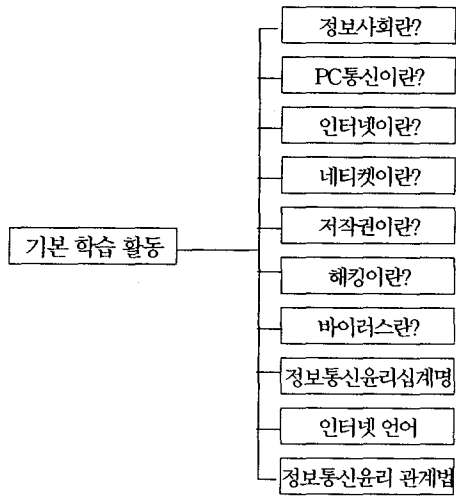 정보사회란?
PC통신이란?
인터넷이란?
네티켓이란?
저작권이란?
기본 학습 활동
해킹이란?
바이러스란?
정보통신윤리십계명
인터넷 언어
정보통신윤리 관계법